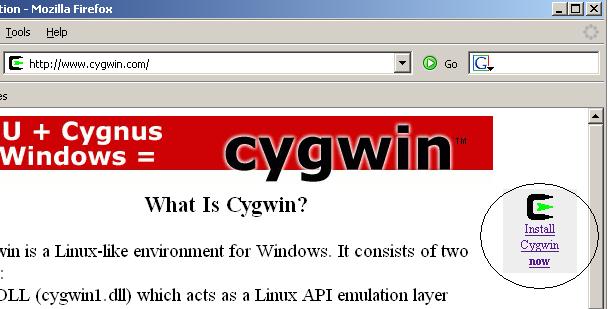 tion - Mozilla Firefox
Tools Help
http://www.cygwin.com/ Go G
es
U + Cygnus
Windows =
cygwin™
What Is Cygwin?
win is a Linux-like environment for Windows. It consists of two
:
DLL (cygwin1.dll) which acts as a Linux API emulation layer
Install
Cygwin
now